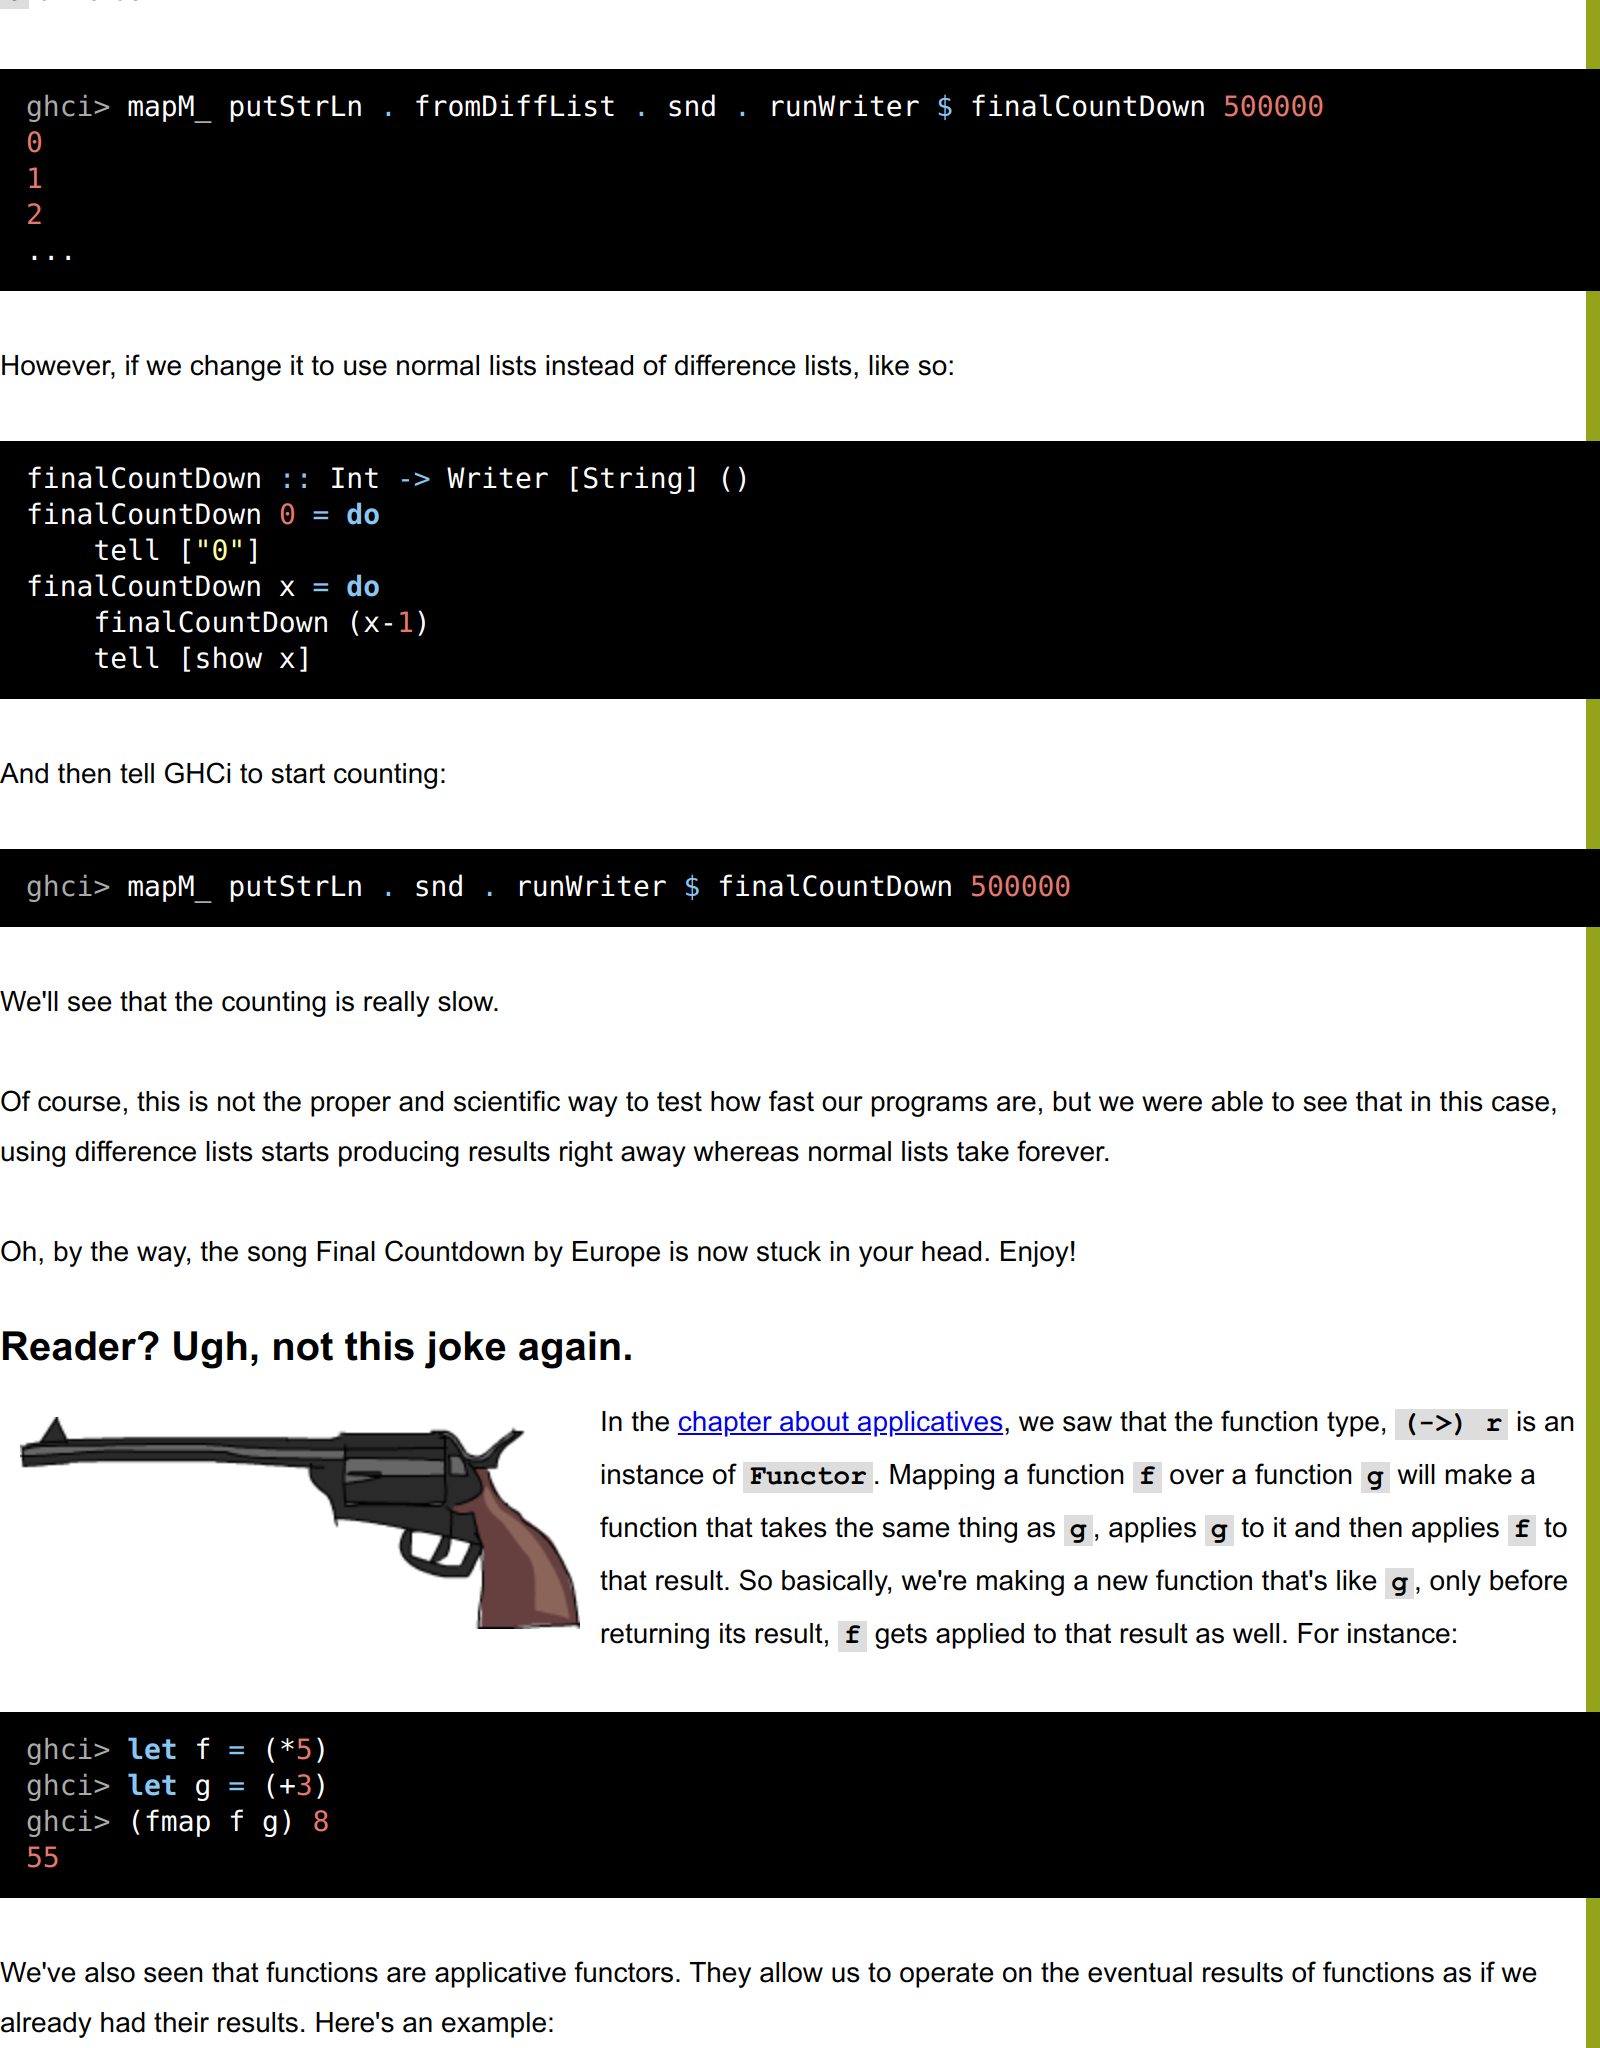 ghci> mapM_ putStrLn . fromDiffList . snd . runWriter $ finalCountDown 500000
0
1
2
...
However, if we change it to use normal lists instead of difference lists, like so:
finalCountDown :: Int -> Writer [String] ()
finalCountDown 0 = do
    tell ["0"]
finalCountDown x = do
    finalCountDown (x-1)
    tell [show x]
And then tell GHCi to start counting:
ghci> mapM_ putStrLn . snd . runWriter $ finalCountDown 500000
We'll see that the counting is really slow.
Of course, this is not the proper and scientific way to test how fast our programs are, but we were able to see that in this case,
using difference lists starts producing results right away whereas normal lists take forever.
Oh, by the way, the song Final Countdown by Europe is now stuck in your head. Enjoy!
Reader? Ugh, not this joke again.
In the chapter about applicatives, we saw that the function type, (->) r is an
instance of Functor. Mapping a function f over a function g will make a
function that takes the same thing as g, applies g to it and then applies f to
that result. So basically, we're making a new function that's like g, only before
returning its result, f gets applied to that result as well. For instance:
ghci> let f = (*5)
ghci> let g = (+3)
ghci> (fmap f g) 8
55
We've also seen that functions are applicative functors. They allow us to operate on the eventual results of functions as if we
already had their results. Here's an example: